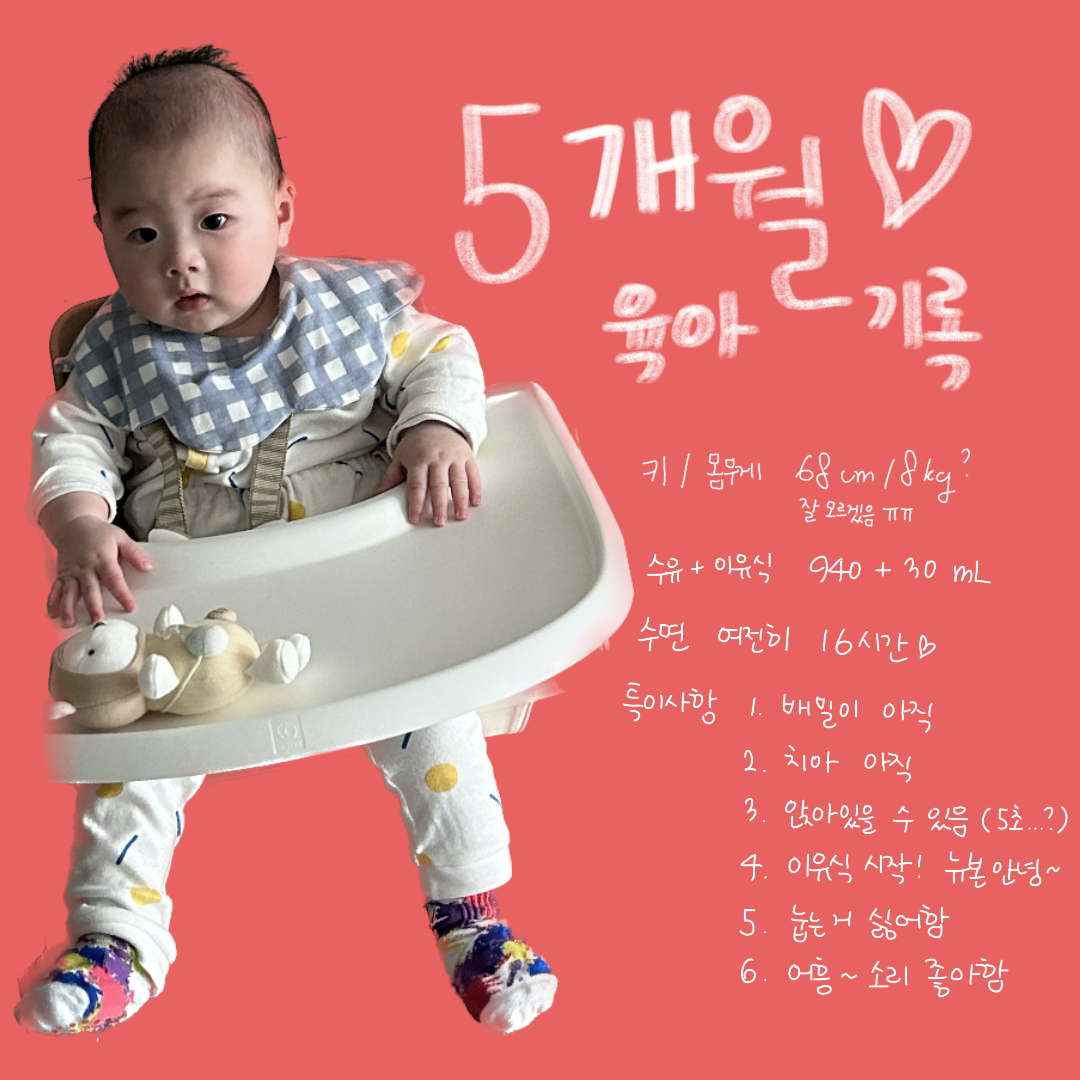 5개월♡
육아 기록
키 / 몸무게 68cm/8kg?
잘 모르겠음 ㅠㅠ
수유 + 이유식 940 + 30 mL
수면 여전히 16시간♡
특이사항 1. 배밀이 아직
2. 치아 아직
3. 앉아있을 수 있음 (5초...?)
4. 이유식 시작! 뉴본 안녕~
5. 눕는거 싫어함
6. 어흥~ 소리 좋아함